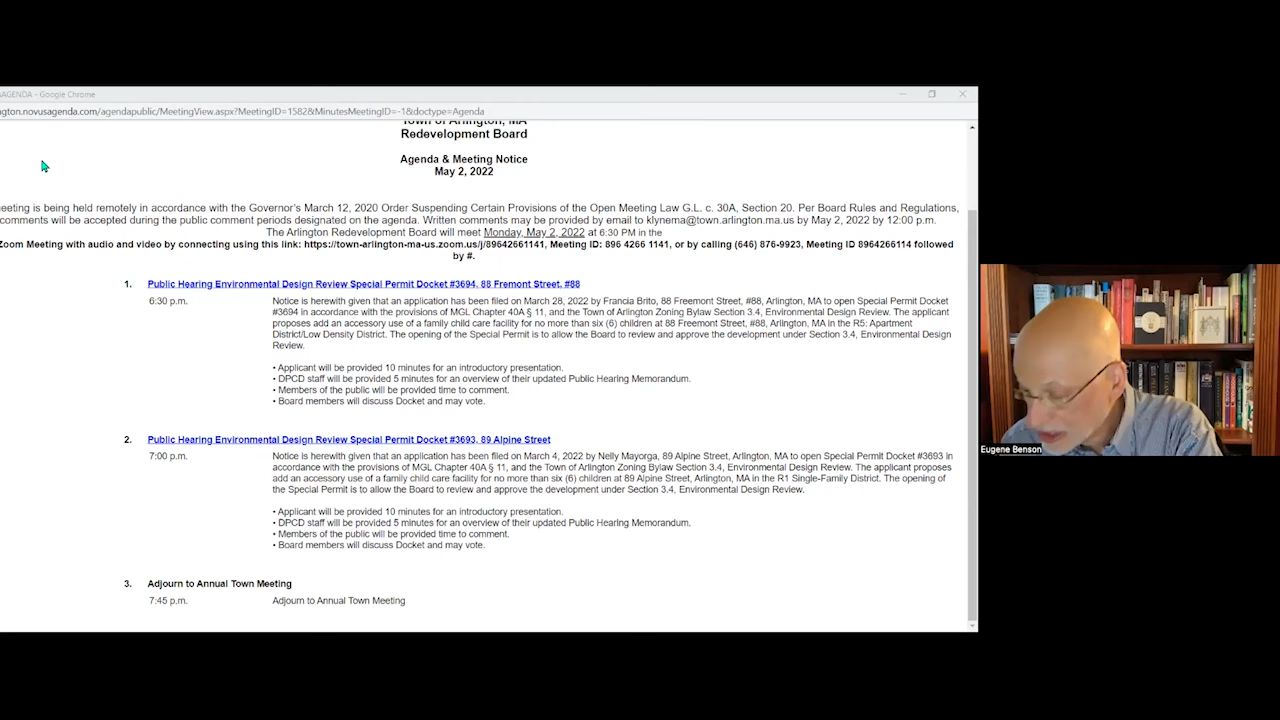 AGENDA - Google Chrome
gton.novusagenda.com/agendapublic/MeetingView.aspx?MeetingID=1582&MinutesMeetingID=-1&doctype=Agenda
Town of Arlington, MA
Redevelopment Board
Agenda & Meeting Notice
May 2, 2022
eeting is being held remotely in accordance with the Governor's March 12, 2020 Order Suspending Certain Provisions of the Open Meeting Law G.L. c. 30A, Section 20. Per Board Rules and Regulations,
comments will be accepted during the public comment periods designated on the agenda. Written comments may be provided by email to klynema@town.arlington.ma.us by May 2, 2022 by 12:00 p.m.
The Arlington Redevelopment Board will meet Monday, May 2, 2022 at 6:30 PM in the
Zoom Meeting with audio and video by connecting using this link: https://town-arlington-ma-us.zoom.us/j/89642661141, Meeting ID: 896 4266 1141, or by calling (646) 876-9923, Meeting ID 8964266114 followed
by #.
1. Public Hearing Environmental Design Review Special Permit Docket #3694, 88 Fremont Street, #88
6:30 p.m. Notice is herewith given that an application has been filed on March 28, 2022 by Francia Brito, 88 Freemont Street, #88, Arlington, MA to open Special Permit Docket
#3694 in accordance with the provisions of MGL Chapter 40A § 11, and the Town of Arlington Zoning Bylaw Section 3.4, Environmental Design Review. The applicant
proposes add an accessory use of a family child care facility for no more than six (6) children at 88 Freemont Street, #88, Arlington, MA in the R5: Apartment
District/Low Density District. The opening of the Special Permit is to allow the Board to review and approve the development under Section 3.4, Environmental Design
Review.
• Applicant will be provided 10 minutes for an introductory presentation.
• DPCD staff will be provided 5 minutes for an overview of their updated Public Hearing Memorandum.
• Members of the public will be provided time to comment.
• Board members will discuss Docket and may vote.
2. Public Hearing Environmental Design Review Special Permit Docket #3693, 89 Alpine Street
7:00 p.m. Notice is herewith given that an application has been filed on March 4, 2022 by Nelly Mayorga, 89 Alpine Street, Arlington, MA to open Special Permit Docket #3693 in
accordance with the provisions of MGL Chapter 40A § 11, and the Town of Arlington Zoning Bylaw Section 3.4, Environmental Design Review. The applicant proposes
add an accessory use of a family child care facility for no more than six (6) children at 89 Alpine Street, Arlington, MA in the R1 Single-Family District. The opening of
the Special Permit is to allow the Board to review and approve the development under Section 3.4, Environmental Design Review.
• Applicant will be provided 10 minutes for an introductory presentation.
• DPCD staff will be provided 5 minutes for an overview of their updated Public Hearing Memorandum.
• Members of the public will be provided time to comment.
• Board members will discuss Docket and may vote.
3. Adjourn to Annual Town Meeting
7:45 p.m. Adjourn to Annual Town Meeting
Eugene Benson